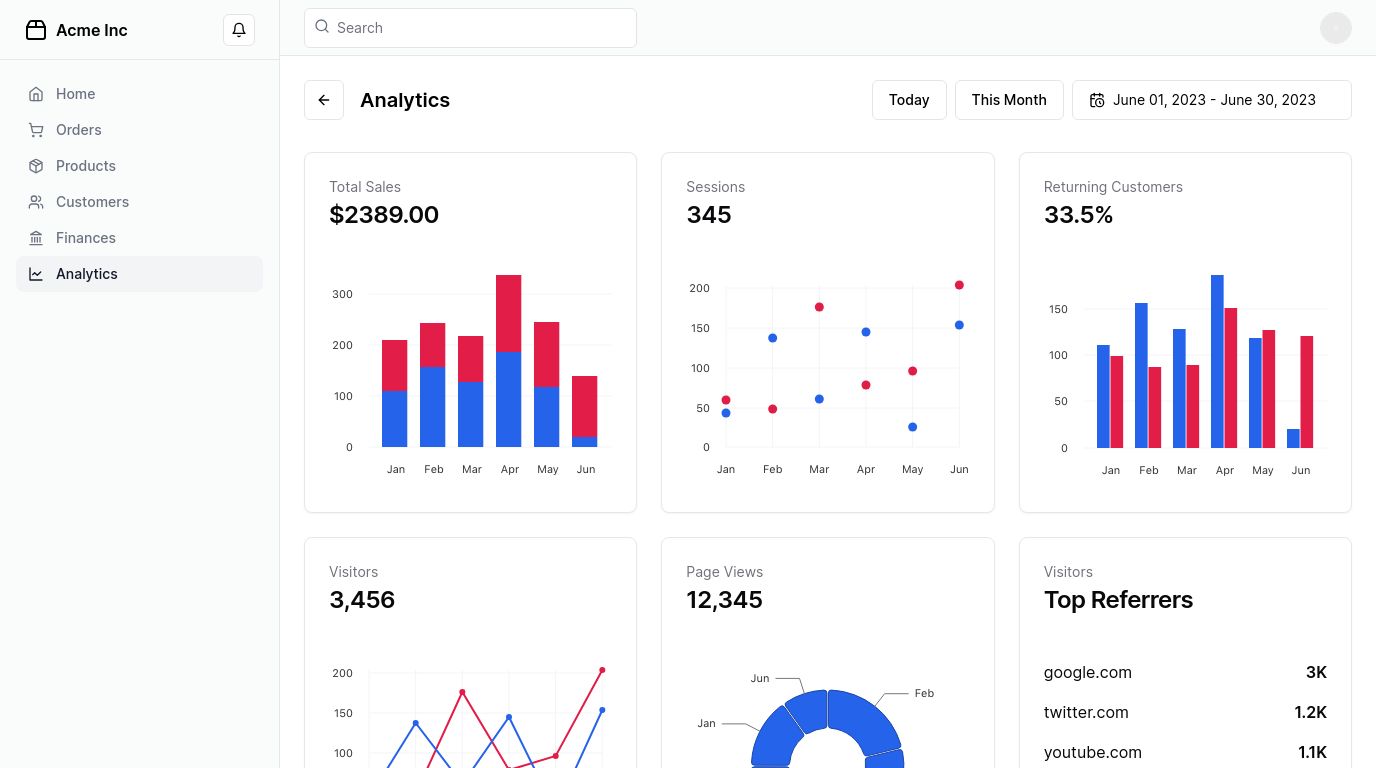 Acme Inc
Search
Home
Orders
Products
Customers
Finances
Analytics
Analytics
Today
This Month
June 01, 2023 - June 30, 2023
Total Sales
$2389.00
300
200
100
0
Jan Feb Mar Apr May Jun
Sessions
345
200
150
100
50
0
Jan Feb Mar Apr May Jun
Returning Customers
33.5%
150
100
50
0
Jan Feb Mar Apr May Jun
Visitors
3,456
200
150
100
Page Views
12,345
Jun
Feb
Jan
Visitors
Top Referrers
google.com 3K
twitter.com 1.2K
youtube.com 1.1K